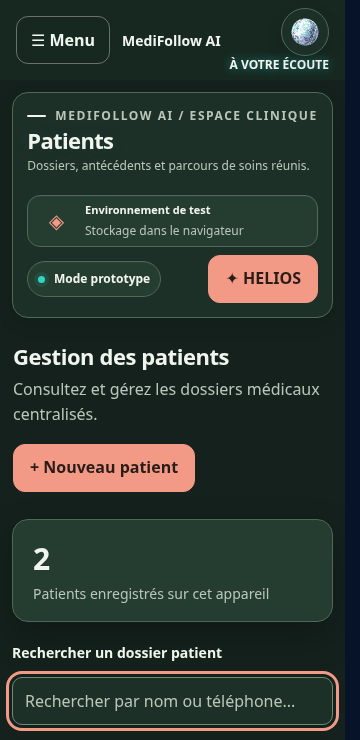 ☰ Menu
MediFollow AI
À VOTRE ÉCOUTE
MEDIFOLLOW AI / ESPACE CLINIQUE
Patients
Dossiers, antécédents et parcours de soins réunis.
Environnement de test
Stockage dans le navigateur
Mode prototype
✦ HELIOS
Gestion des patients
Consultez et gérez les dossiers médicaux
centralisés.
+ Nouveau patient
2
Patients enregistrés sur cet appareil
Rechercher un dossier patient
Rechercher par nom ou téléphone...